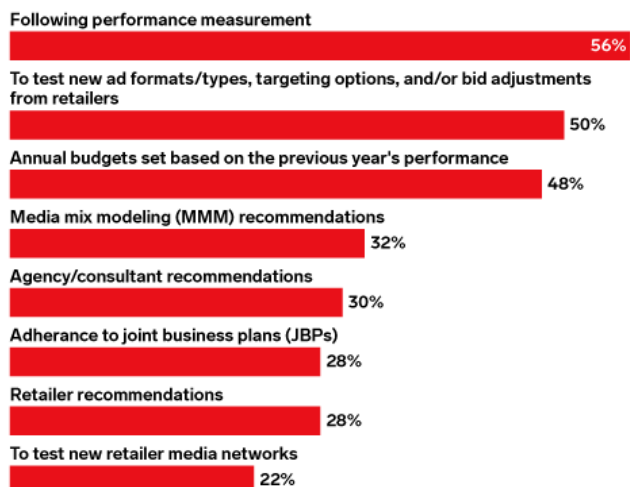 Following performance measurement
56%
To test new ad formats/types, targeting options, and/or bid adjustments
from retailers
50%
Annual budgets set based on the previous year's performance
48%
Media mix modeling (MMM) recommendations
32%
Agency/consultant recommendations
30%
Adherance to joint business plans (JBPs)
28%
Retailer recommendations
28%
To test new retailer media networks
22%